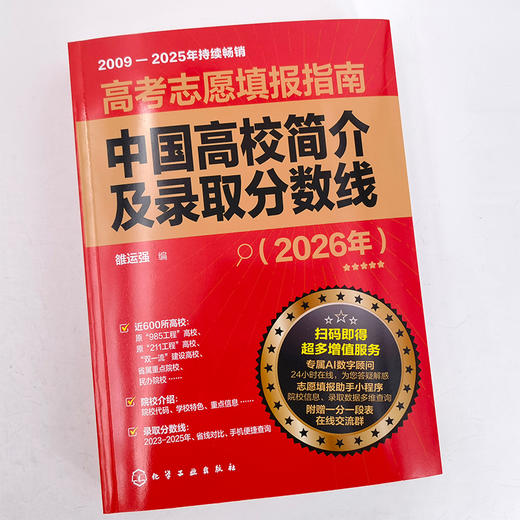 2009 — 2025年持续畅销
高考志愿填报指南
中国高校简介
及录取分数线
（2026年）
雒运强 编
近600所高校：
原“985工程”高校、
原“211工程”高校、
“双一流”建设高校、
省属重点院校、
民办院校……
院校介绍：
院校代码、学校特色、重点信息……
录取分数线：
2023-2025年、省线对比、手机便捷查询
扫码即得
超多增值服务
专属AI数字顾问
24小时在线，为您答疑解惑
志愿填报助手小程序
院校信息、录取数据多维查询
附赠一分一段表
在线交流群
化学工业出版社